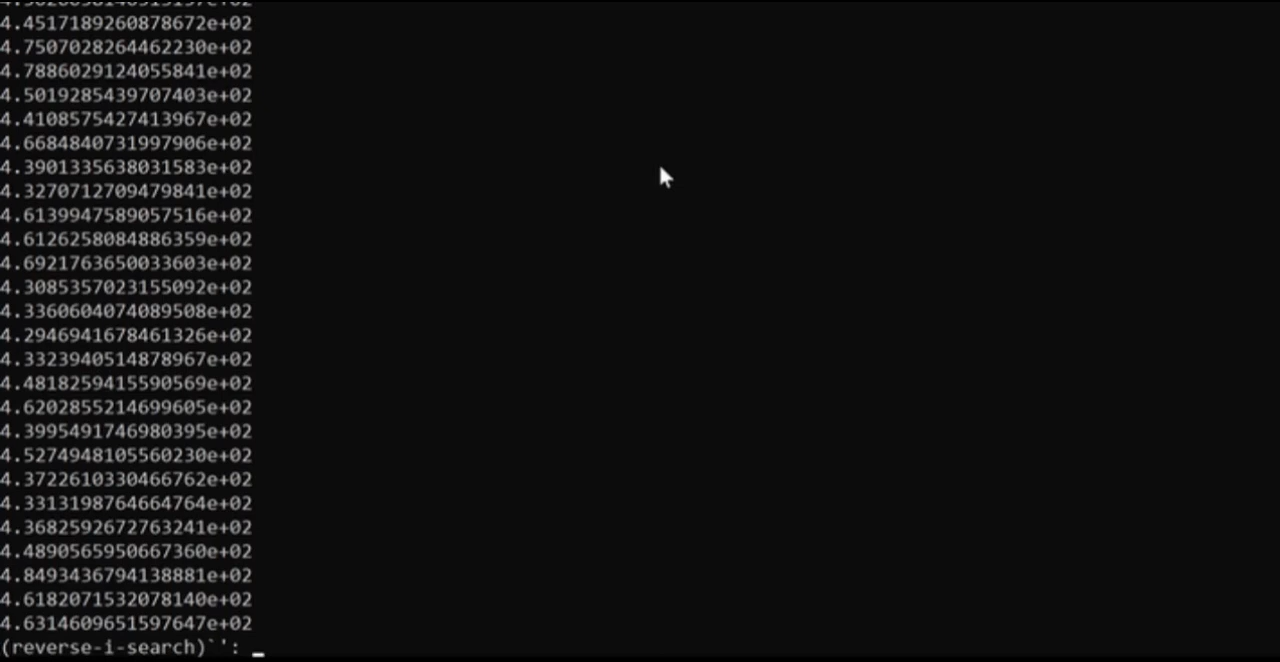 4.4517189260878672e+02
4.7507028264462230e+02
4.7886029124055841e+02
4.5019285439707403e+02
4.4108575427413967e+02
4.6684840731997906e+02
4.3901335638031583e+02
4.3270712709479841e+02
4.6139947589057516e+02
4.6126258084886359e+02
4.6921763650033603e+02
4.3085357023155092e+02
4.3360604074089508e+02
4.2946941678461326e+02
4.3323940514878967e+02
4.4818259415590569e+02
4.6202855214699605e+02
4.3995491746980395e+02
4.5274948105560230e+02
4.3722610330466762e+02
4.3313198764664764e+02
4.3682592672763241e+02
4.4890565950667360e+02
4.8493436794138881e+02
4.6182071532078140e+02
4.6314609651597647e+02
(reverse-i-search)`': _